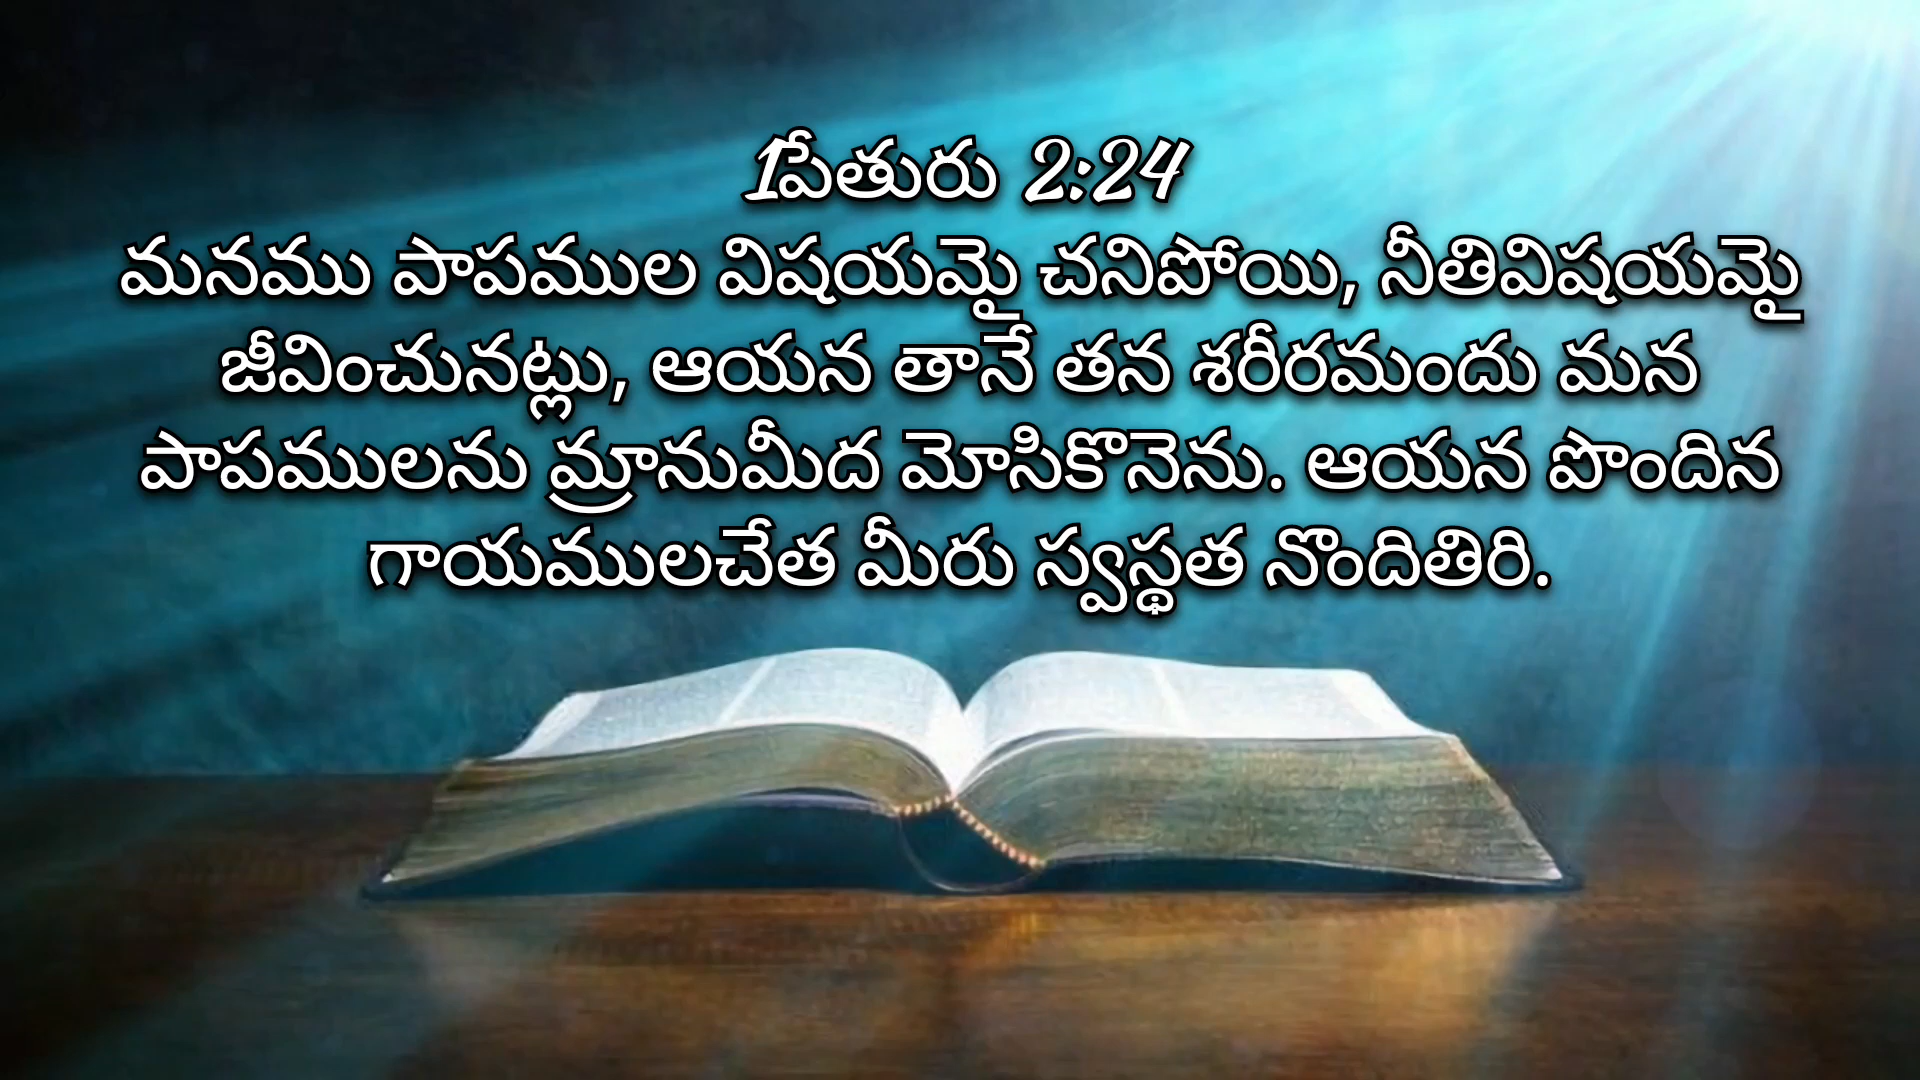 1పేతురు 2:24
మనము పాపముల విషయమై చనిపోయి, నీతివిషయమై
జీవించునట్లు, ఆయన తానే తన శరీరమందు మన
పాపములను మ్రానుమీద మోసికొనెను. ఆయన పొందిన
గాయములచేత మీరు స్వస్థత నొందితిరి.